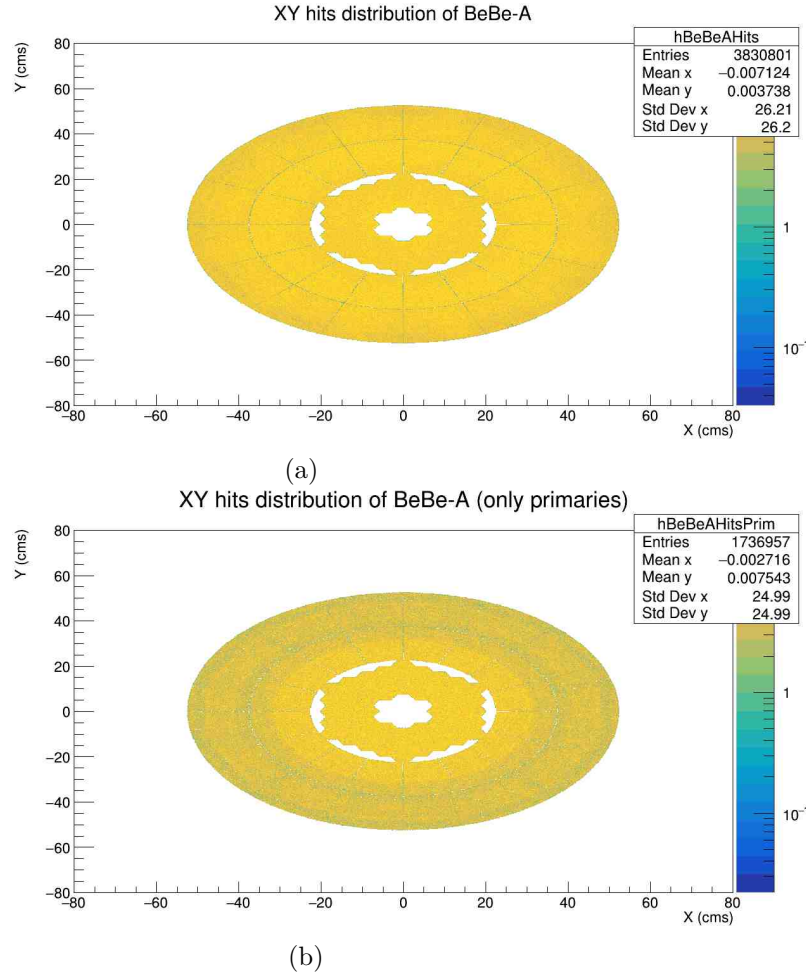 XY hits distribution of BeBe-A
hBeBeAHits
Entries 3830801
Mean x −0.007124
Mean y 0.003738
Std Dev x 26.21
Std Dev y 26.2
Y (cms)
80
60
40
20
0
−20
−40
−60
−80
−80 −60 −40 −20 0 20 40 60 80
X (cms)
1
(a)
XY hits distribution of BeBe-A (only primaries)
hBeBeAHitsPrim
Entries 1736957
Mean x −0.002716
Mean y 0.007543
Std Dev x 24.99
Std Dev y 24.99
Y (cms)
80
60
40
20
0
−20
−40
−60
−80
−80 −60 −40 −20 0 20 40 60 80
X (cms)
1
(b)